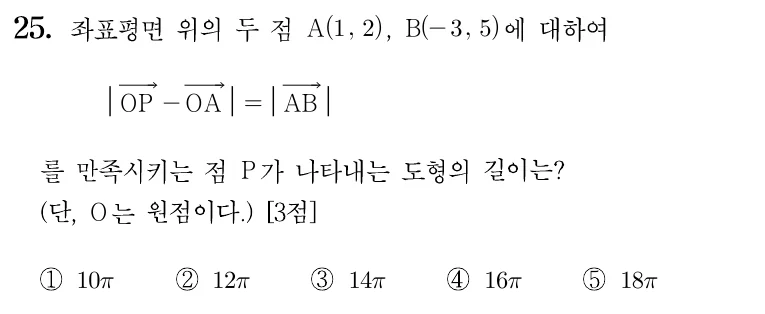 25. 좌표평면 위의 두 점 A(1, 2), B(−3, 5)에 대하여
|$\overrightarrow{OP}$ − $\overrightarrow{OA}$| = |$\overrightarrow{AB}$|
를 만족시키는 점 P가 나타내는 도형의 길이는?
(단, O는 원점이다.) [3점]
① 10π ② 12π ③ 14π ④ 16π ⑤ 18π